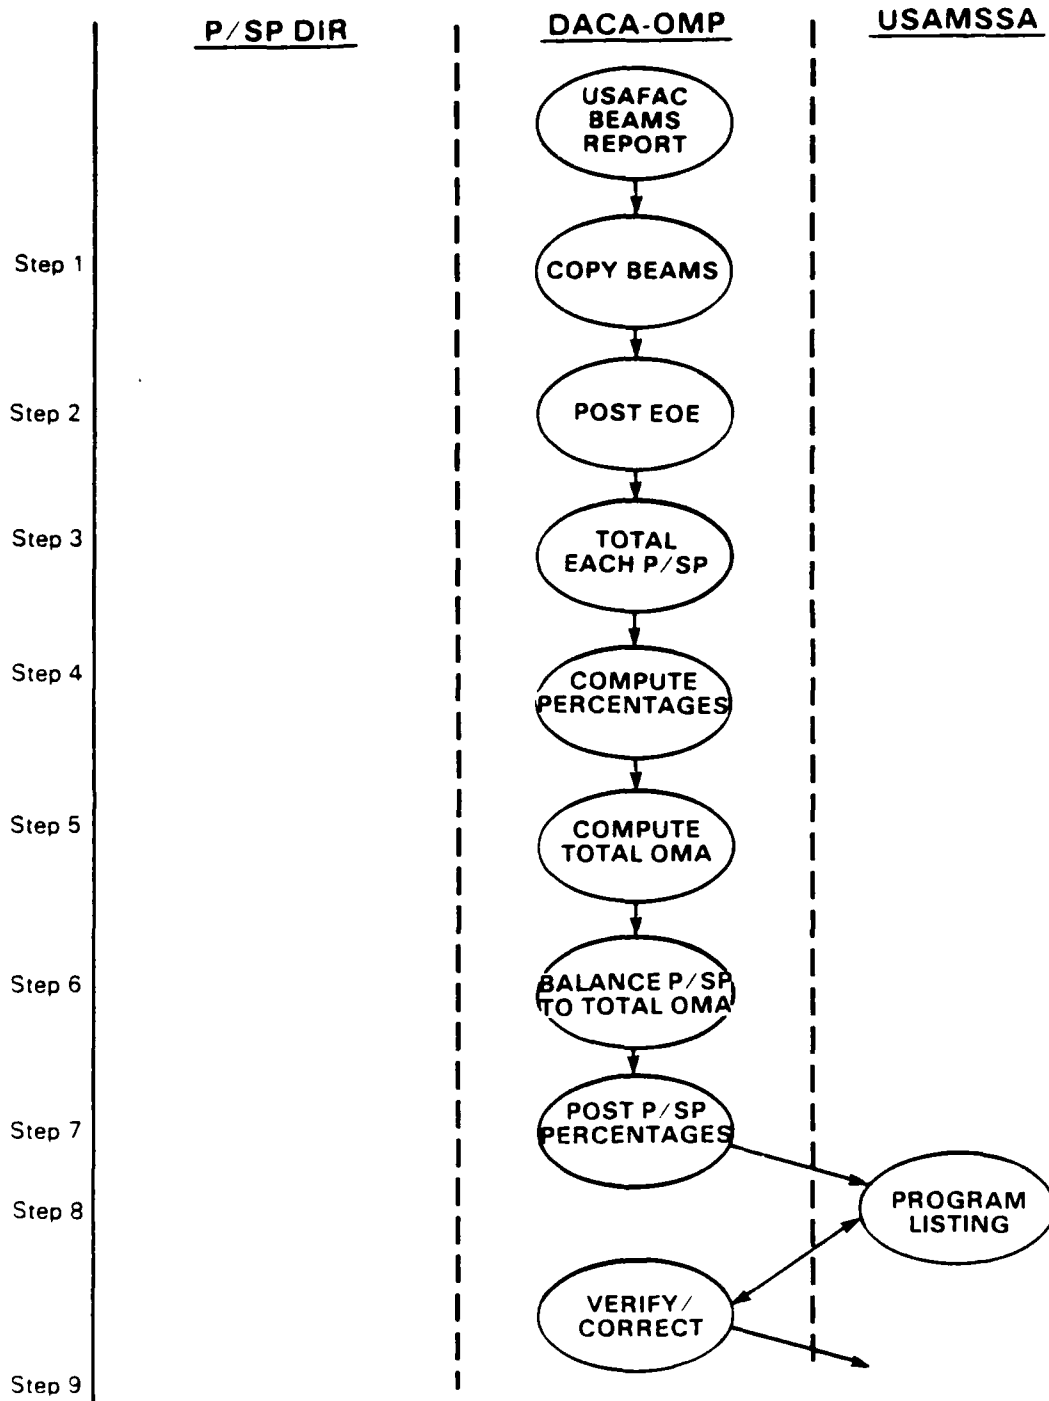 P/SP DIR
DACA-OMP
USAMSSA
USAFAC
BEAMS
REPORT
Step 1
COPY BEAMS
Step 2
POST EOE
Step 3
TOTAL
EACH P/SP
Step 4
COMPUTE
PERCENTAGES
Step 5
COMPUTE
TOTAL OMA
Step 6
BALANCE P/SP
TO TOTAL OMA
Step 7
POST P/SP
PERCENTAGES
Step 8
PROGRAM
LISTING
VERIFY/
CORRECT
Step 9